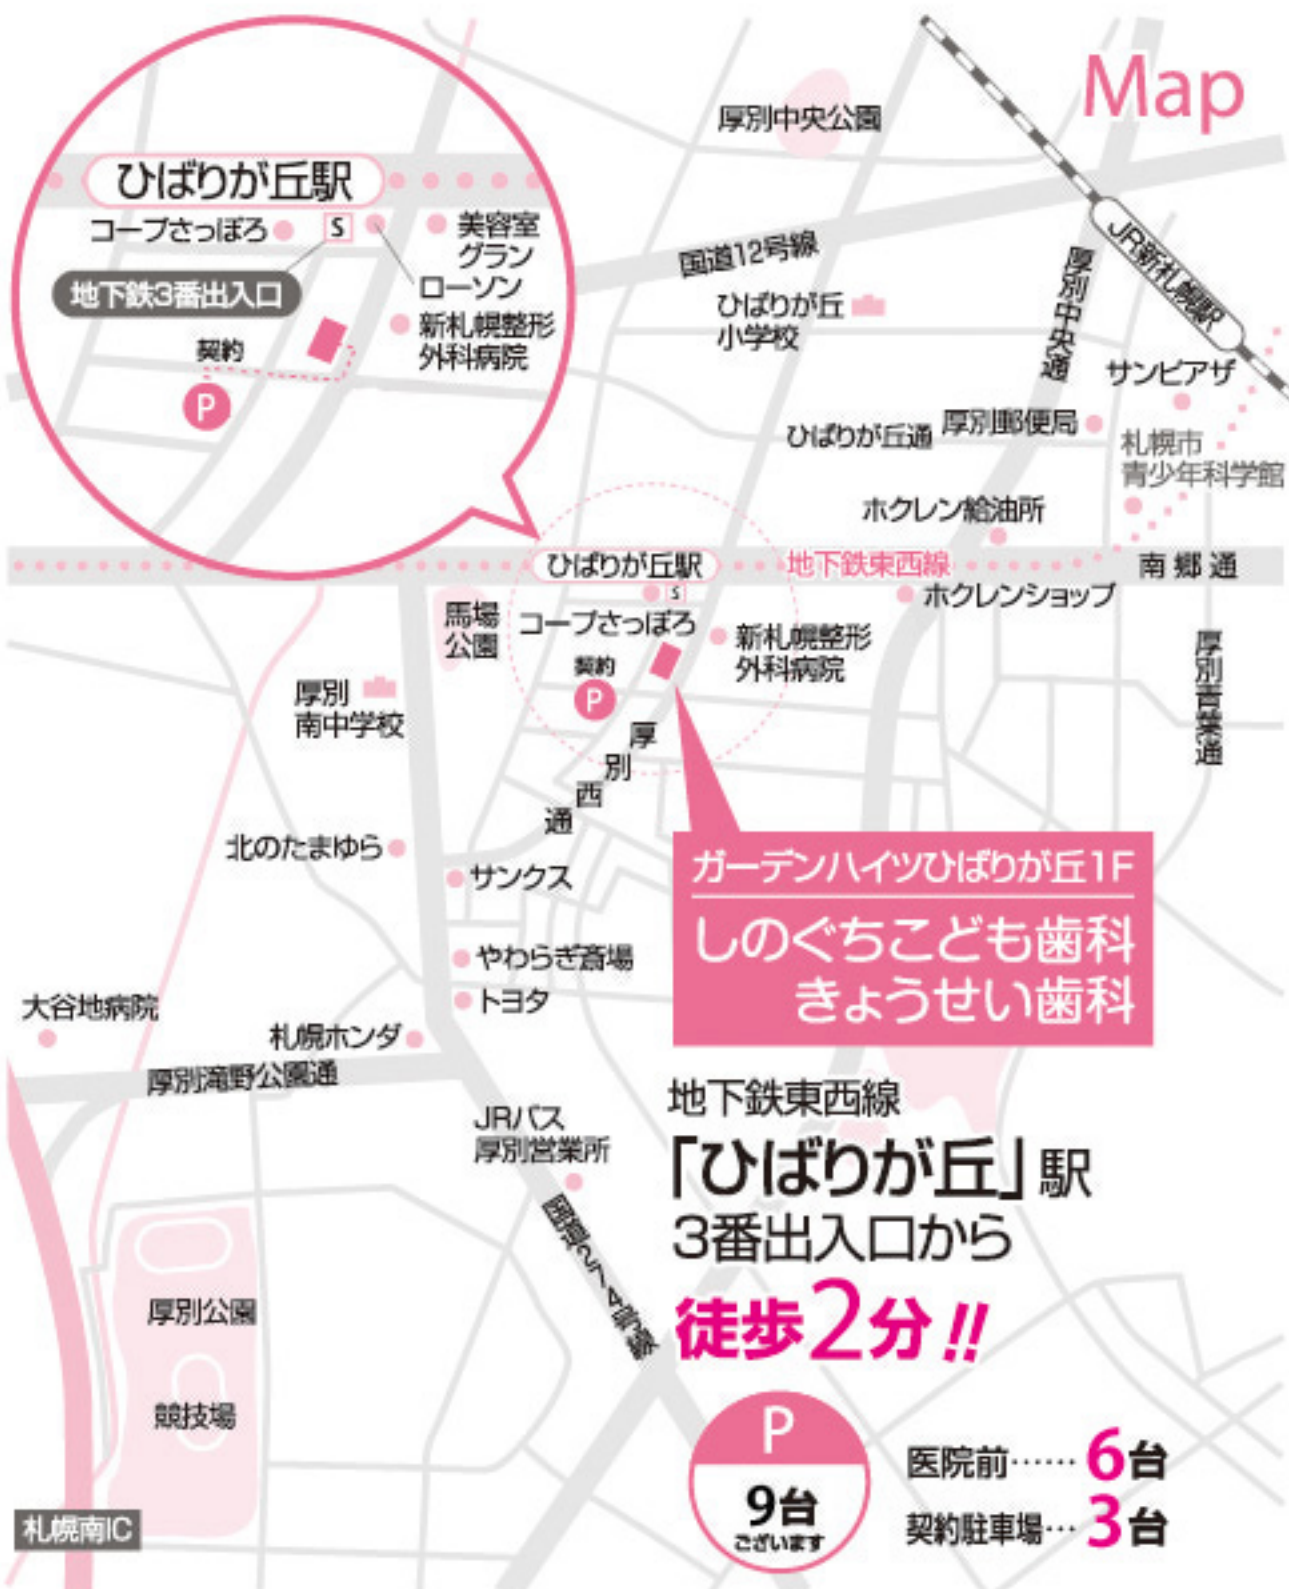 Map
ひばりが丘駅
コープさっぽろ
S
美容室
グラン
ローソン
地下鉄3番出入口
新札幌整形
外科病院
契約
P
厚別中央公園
国道12号線
JR新札幌駅
厚別中央通
ひばりが丘
小学校
サンピアザ
ひばりが丘通
厚別郵便局
札幌市
青少年科学館
ホクレン給油所
ひばりが丘駅
地下鉄東西線
南郷通
S
ホクレンショップ
馬場
公園
コープさっぽろ
新札幌整形
外科病院
契約
P
厚別
南中学校
厚別青葉通
厚別西通
北のたまゆら
サンクス
ガーデンハイツひばりが丘1F
しのぐちこども歯科
きょうせい歯科
やわらぎ斎場
トヨタ
大谷地病院
札幌ホンダ
厚別滝野公園通
JRバス
厚別営業所
国道274号線
地下鉄東西線
「ひばりが丘」駅
3番出入口から
徒歩2分!!
厚別公園
競技場
札幌南IC
P
9台
ございます
医院前……6台
契約駐車場…3台